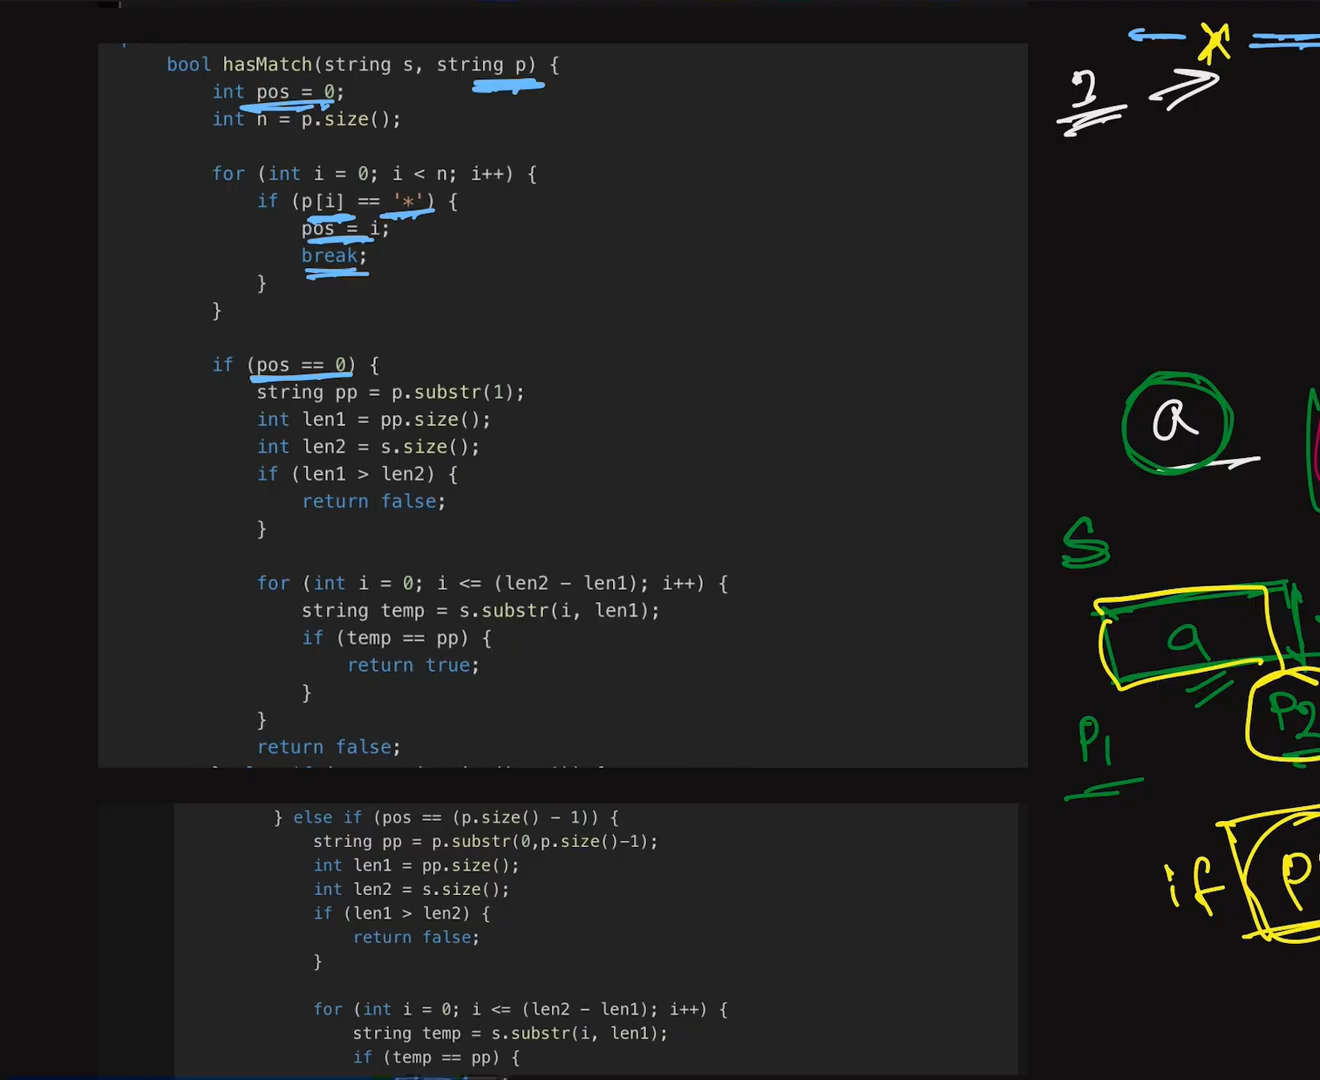 bool hasMatch(string s, string p) {
int pos = 0;
int n = p.size();
for (int i = 0; i < n; i++) {
if (p[i] == '*') {
pos = i;
break;
}
}
if (pos == 0) {
string pp = p.substr(1);
int len1 = pp.size();
int len2 = s.size();
if (len1 > len2) {
return false;
}
for (int i = 0; i <= (len2 - len1); i++) {
string temp = s.substr(i, len1);
if (temp == pp) {
return true;
}
}
return false;
} else if (pos == (p.size() - 1)) {
string pp = p.substr(0,p.size()-1);
int len1 = pp.size();
int len2 = s.size();
if (len1 > len2) {
return false;
}
for (int i = 0; i <= (len2 - len1); i++) {
string temp = s.substr(i, len1);
if (temp == pp) {
a
S
a
P2
P1
if P